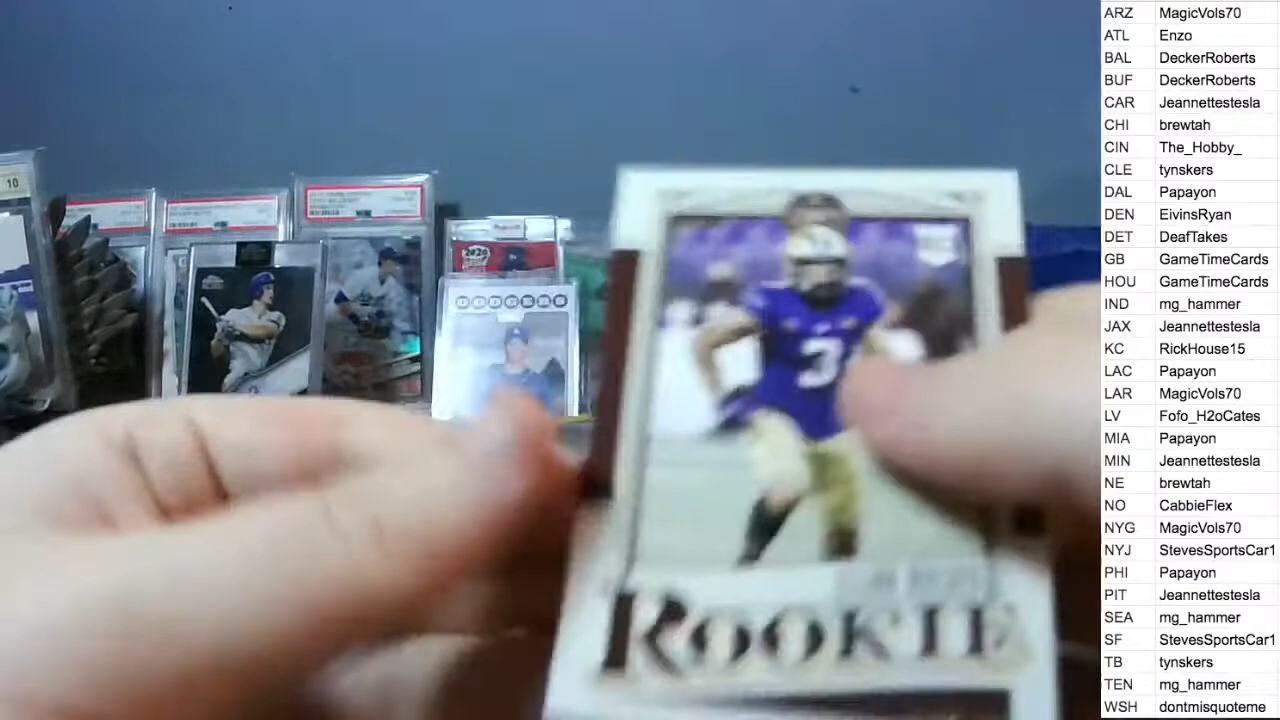 ARZ MagicVols70
ATL Enzo
BAL DeckerRoberts
BUF DeckerRoberts
CAR Jeannettestesla
CHI brewtah
CIN The_Hobby_
CLE tynskers
DAL Papayon
DEN EivinsRyan
DET DeafTakes
GB GameTimeCards
HOU GameTimeCards
IND mg_hammer
JAX Jeannettestesla
KC RickHouse15
LAC Papayon
LAR MagicVols70
LV Fofo_H2oCates
MIA Papayon
MIN Jeannettestesla
NE brewtah
NO CabbieFlex
NYG MagicVols70
NYJ StevesSportsCar1
PHI Papayon
PIT Jeannettestesla
SEA mg_hammer
SF StevesSportsCar1
TB tynskers
TEN mg_hammer
WSH dontmisquoteme
10
2020
DODGERS
3
ROOKIE